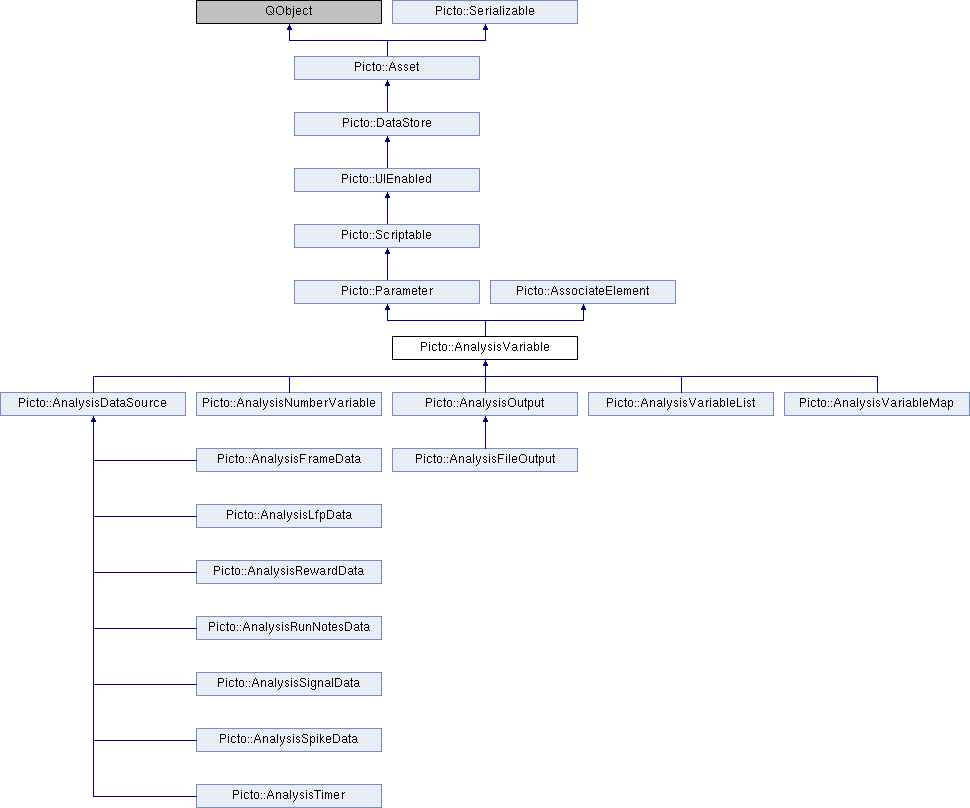 QObject
Picto::Serializable
Picto::Asset
Picto::DataStore
Picto::UIEnabled
Picto::Scriptable
Picto::Parameter
Picto::AssociateElement
Picto::AnalysisVariable
Picto::AnalysisDataSource
Picto::AnalysisNumberVariable
Picto::AnalysisOutput
Picto::AnalysisVariableList
Picto::AnalysisVariableMap
Picto::AnalysisFrameData
Picto::AnalysisFileOutput
Picto::AnalysisLfpData
Picto::AnalysisRewardData
Picto::AnalysisRunNotesData
Picto::AnalysisSignalData
Picto::AnalysisSpikeData
Picto::AnalysisTimer